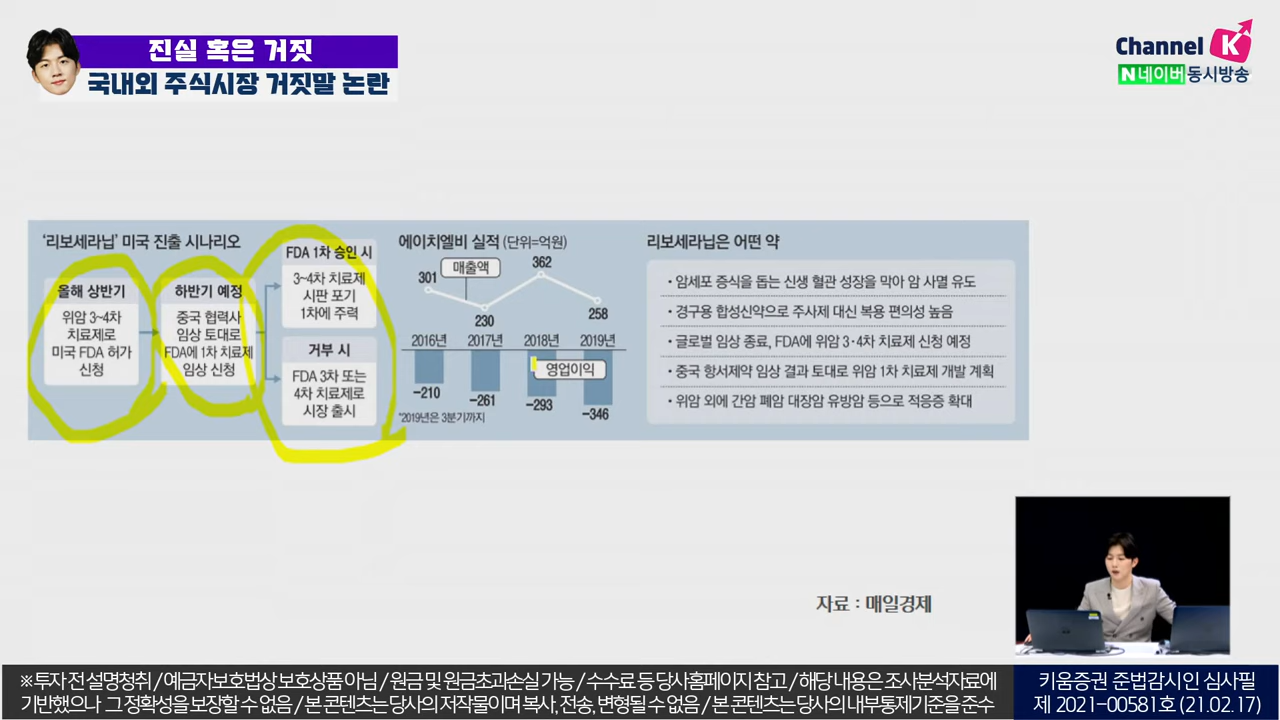 진실 혹은 거짓
국내외 주식시장 거짓말 논란
Channel K
N 네이버 동시방송
'리보세라닙' 미국 진출 시나리오
올해 상반기
위암 3~4차
치료제로
미국 FDA 허가
신청
하반기 예정
중국 협력사
임상 토대로
FDA에 1차 치료제
임상 신청
FDA 1차 승인 시
3~4차 치료제
시판 포기
1차에 주력
거부 시
FDA 3차 또는
4차 치료제로
시장 출시
에이치엘비 실적 (단위=억원)
매출액
301
230
362
258
2016년 2017년 2018년 2019년
영업이익
-210
-261
-293
-346
*2019년은 3분기까지
리보세라닙은 어떤 약
• 암세포 증식을 돕는 신생 혈관 성장을 막아 암 사멸 유도
• 경구용 합성신약으로 주사제 대신 복용 편의성 높음
• 글로벌 임상 종료, FDA에 위암 3·4차 치료제 신청 예정
• 중국 항서제약 임상 결과 토대로 위암 1차 치료제 개발 계획
• 위암 외에 간암 폐암 대장암 유방암 등으로 적응증 확대
자료 : 매일경제
※ 투자 전 설명청취 / 예금자보호법상 보호상품 아님 / 원금 및 원금초과손실 가능 / 수수료 등 당사홈페이지 참고 / 해당 내용은 조사분석자료에
기반했으나 그 정확성을 보장할 수 없음 / 본 콘텐츠는 당사의 저작물이며 복사, 전송, 변형될 수 없음 / 본 콘텐츠는 당사의 내부통제기준을 준수
키움증권 준법감시인 심사필
제 2021-00581호 (21.02.17)